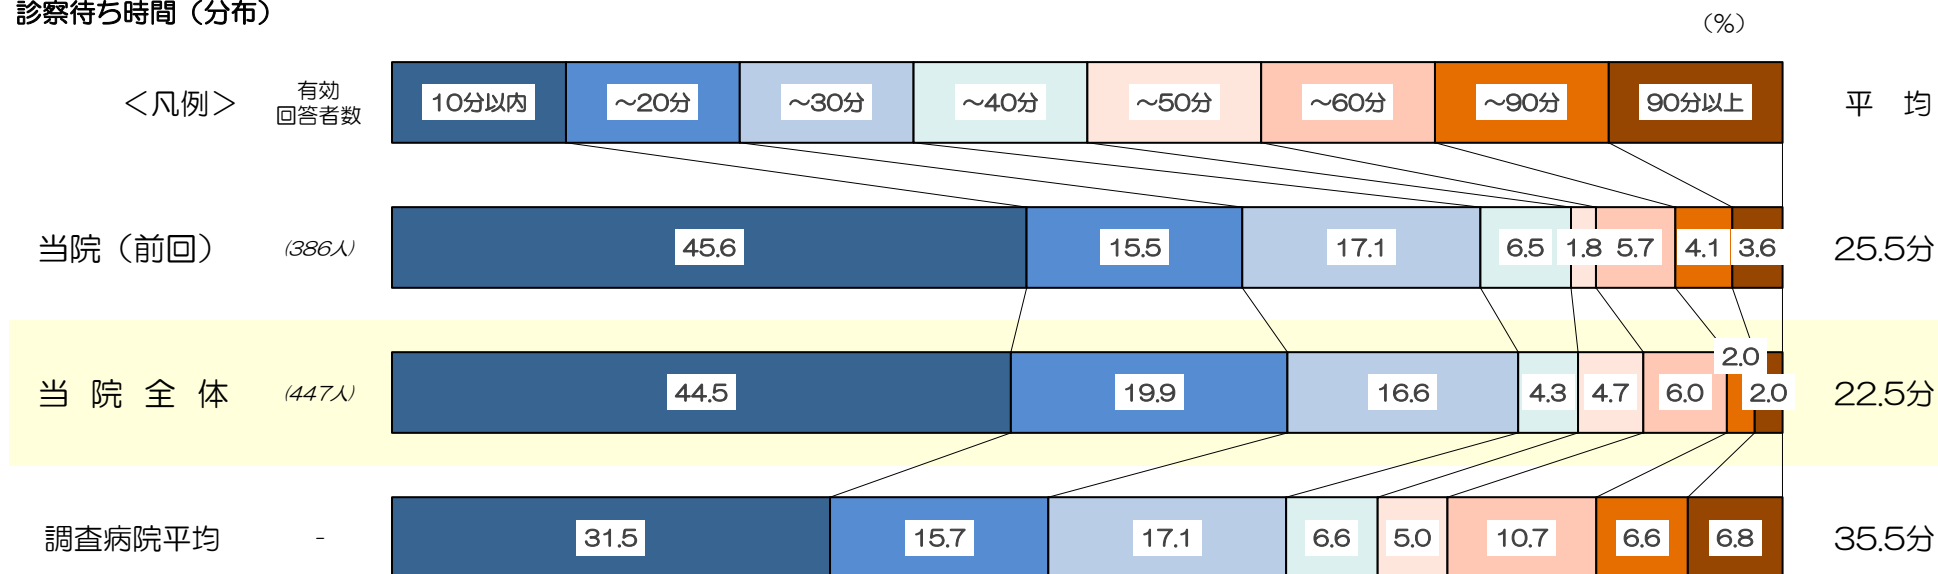 診察待ち時間（分布）
（%）
＜凡例＞ 有効回答者数 10分以内 ～20分 ～30分 ～40分 ～50分 ～60分 ～90分 90分以上 平 均
当院（前回） (386人) 45.6 15.5 17.1 6.5 1.8 5.7 4.1 3.6 25.5分
当 院 全 体 (447人) 44.5 19.9 16.6 4.3 4.7 6.0 2.0 2.0 22.5分
調査病院平均 - 31.5 15.7 17.1 6.6 5.0 10.7 6.6 6.8 35.5分